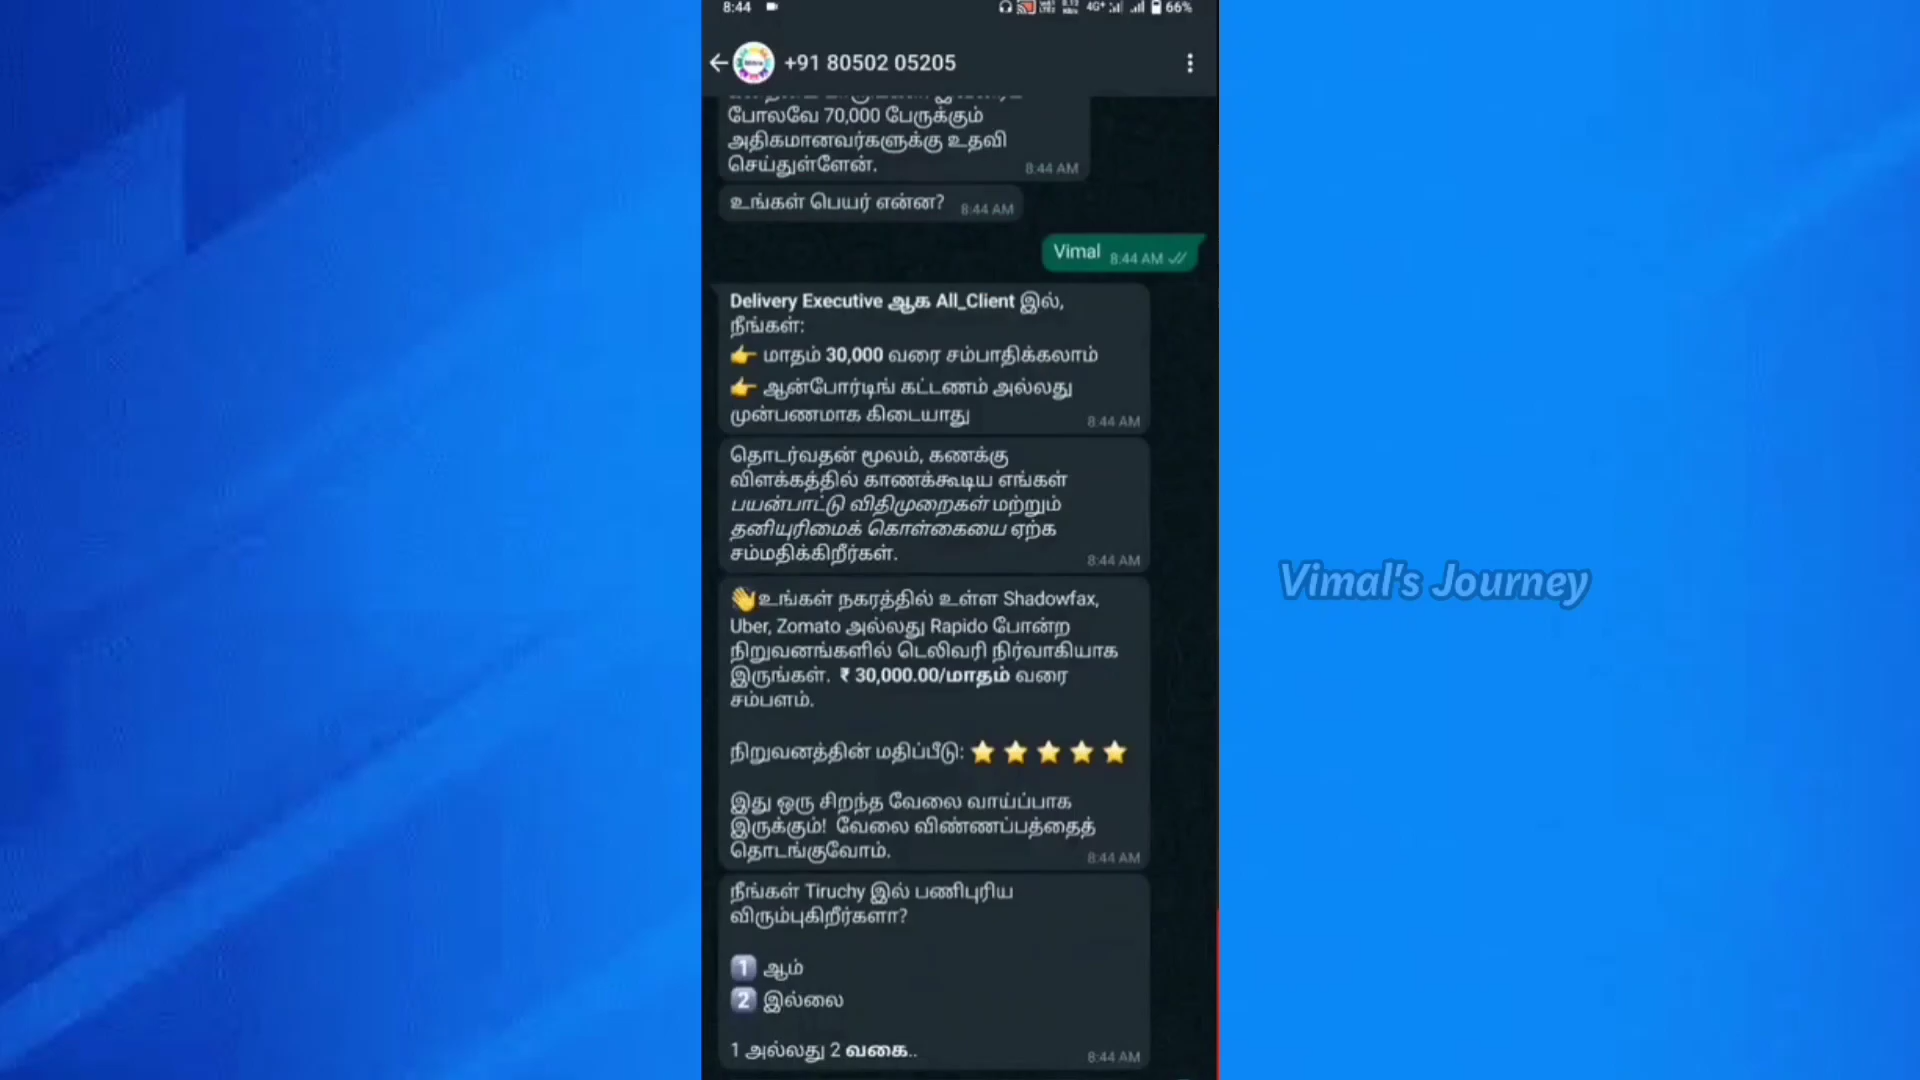 8:44
4G+
66%
+91 80502 05205
போலவே 70,000 பேருக்கும்
அதிகமானவர்களுக்கு உதவி
செய்துள்ளேன்.
8:44 AM
உங்கள் பெயர் என்ன? 8:44 AM
Vimal 8:44 AM
Delivery Executive ஆக All_Client இல்,
நீங்கள்:
👉 மாதம் 30,000 வரை சம்பாதிக்கலாம்
👉 ஆன்போர்டிங் கட்டணம் அல்லது
முன்பணமாக கிடையாது
8:44 AM
தொடர்வதன் மூலம், கணக்கு
விளக்கத்தில் காணக்கூடிய எங்கள்
பயன்பாட்டு விதிமுறைகள் மற்றும்
தனியுரிமைக் கொள்கையை ஏற்க
சம்மதிக்கிறீர்கள்.
8:44 AM
👋உங்கள் நகரத்தில் உள்ள Shadowfax,
Uber, Zomato அல்லது Rapido போன்ற
நிறுவனங்களில் டெலிவரி நிர்வாகியாக
இருங்கள். ₹ 30,000.00/மாதம் வரை
சம்பளம்.
நிறுவனத்தின் மதிப்பீடு: ⭐ ⭐ ⭐ ⭐ ⭐
இது ஒரு சிறந்த வேலை வாய்ப்பாக
இருக்கும்! வேலை விண்ணப்பத்தைத்
தொடங்குவோம்.
8:44 AM
நீங்கள் Tiruchy இல் பணிபுரிய
விரும்புகிறீர்களா?
1 ஆம்
2 இல்லை
1 அல்லது 2 வகை..
8:44 AM
Vimal's Journey